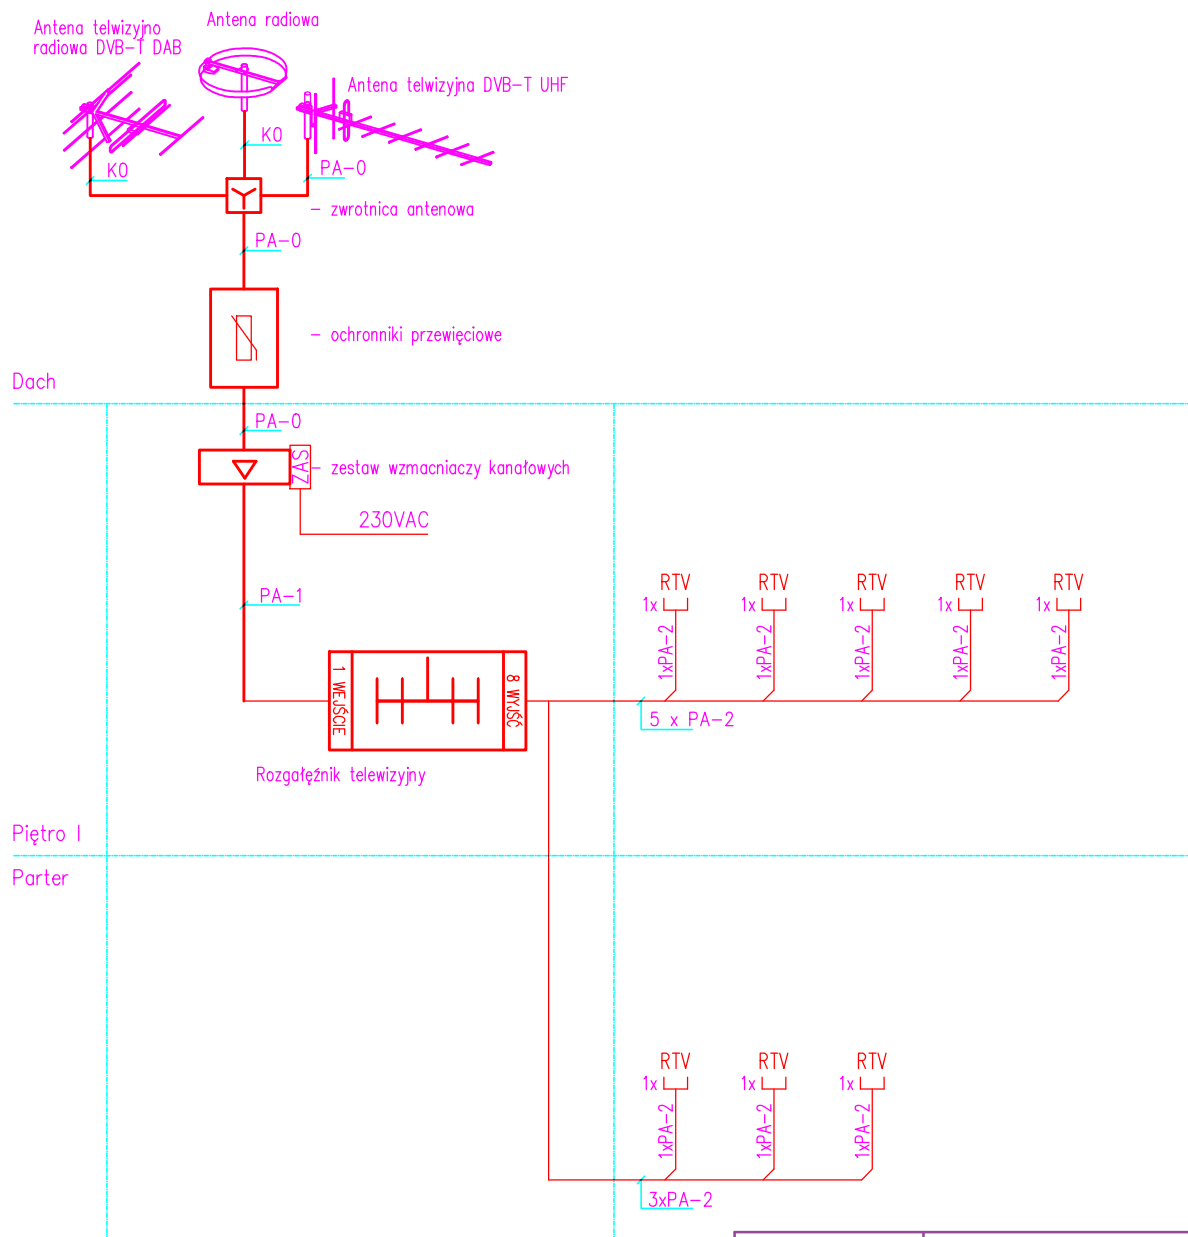 Antena telwizyjno
radiowa DVB-T DAB
Antena radiowa
Antena telwizyjna DVB-T UHF
KO
KO
PA-0
- zwrotnica antenowa
PA-0
- ochronniki przewięciowe
Dach
PA-0
ZAS
- zestaw wzmacniaczy kanałowych
230VAC
PA-1
RTV
RTV
RTV
RTV
RTV
1x
1x
1x
1x
1x
1xPA-2
1xPA-2
1xPA-2
1xPA-2
1xPA-2
1 WEJŚCIE
8 WYJŚĆ
5 x PA-2
Rozgałęźnik telewizyjny
Piętro I
Parter
RTV
RTV
RTV
1x
1x
1x
1xPA-2
1xPA-2
1xPA-2
3xPA-2